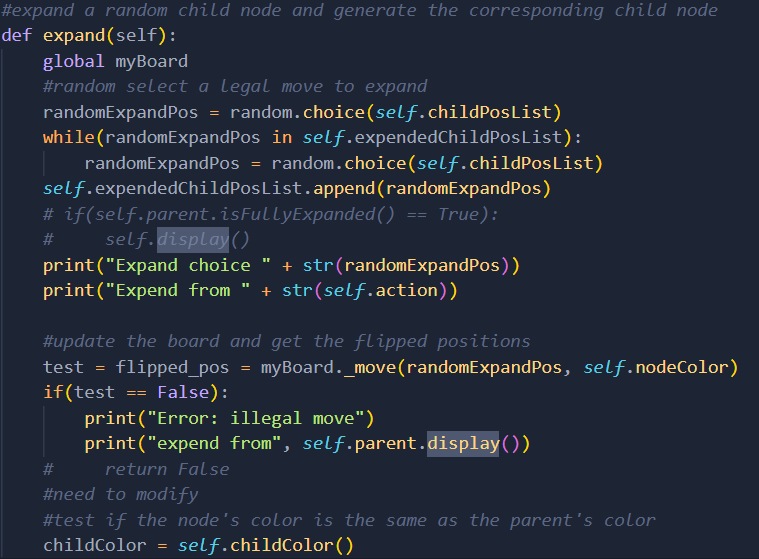 #expand a random child node and generate the corresponding child node
def expand(self):
    global myBoard
    #random select a legal move to expand
    randomExpandPos = random.choice(self.childPosList)
    while(randomExpandPos in self.expendedChildPosList):
        randomExpandPos = random.choice(self.childPosList)
    self.expendedChildPosList.append(randomExpandPos)
    # if(self.parent.isFullyExpanded() == True):
    #     self.display()
    print("Expand choice " + str(randomExpandPos))
    print("Expend from " + str(self.action))

    #update the board and get the flipped positions
    test = flipped_pos = myBoard._move(randomExpandPos, self.nodeColor)
    if(test == False):
        print("Error: illegal move")
        print("expend from", self.parent.display())
    #     return False
    #need to modify
    #test if the node's color is the same as the parent's color
    childColor = self.childColor()